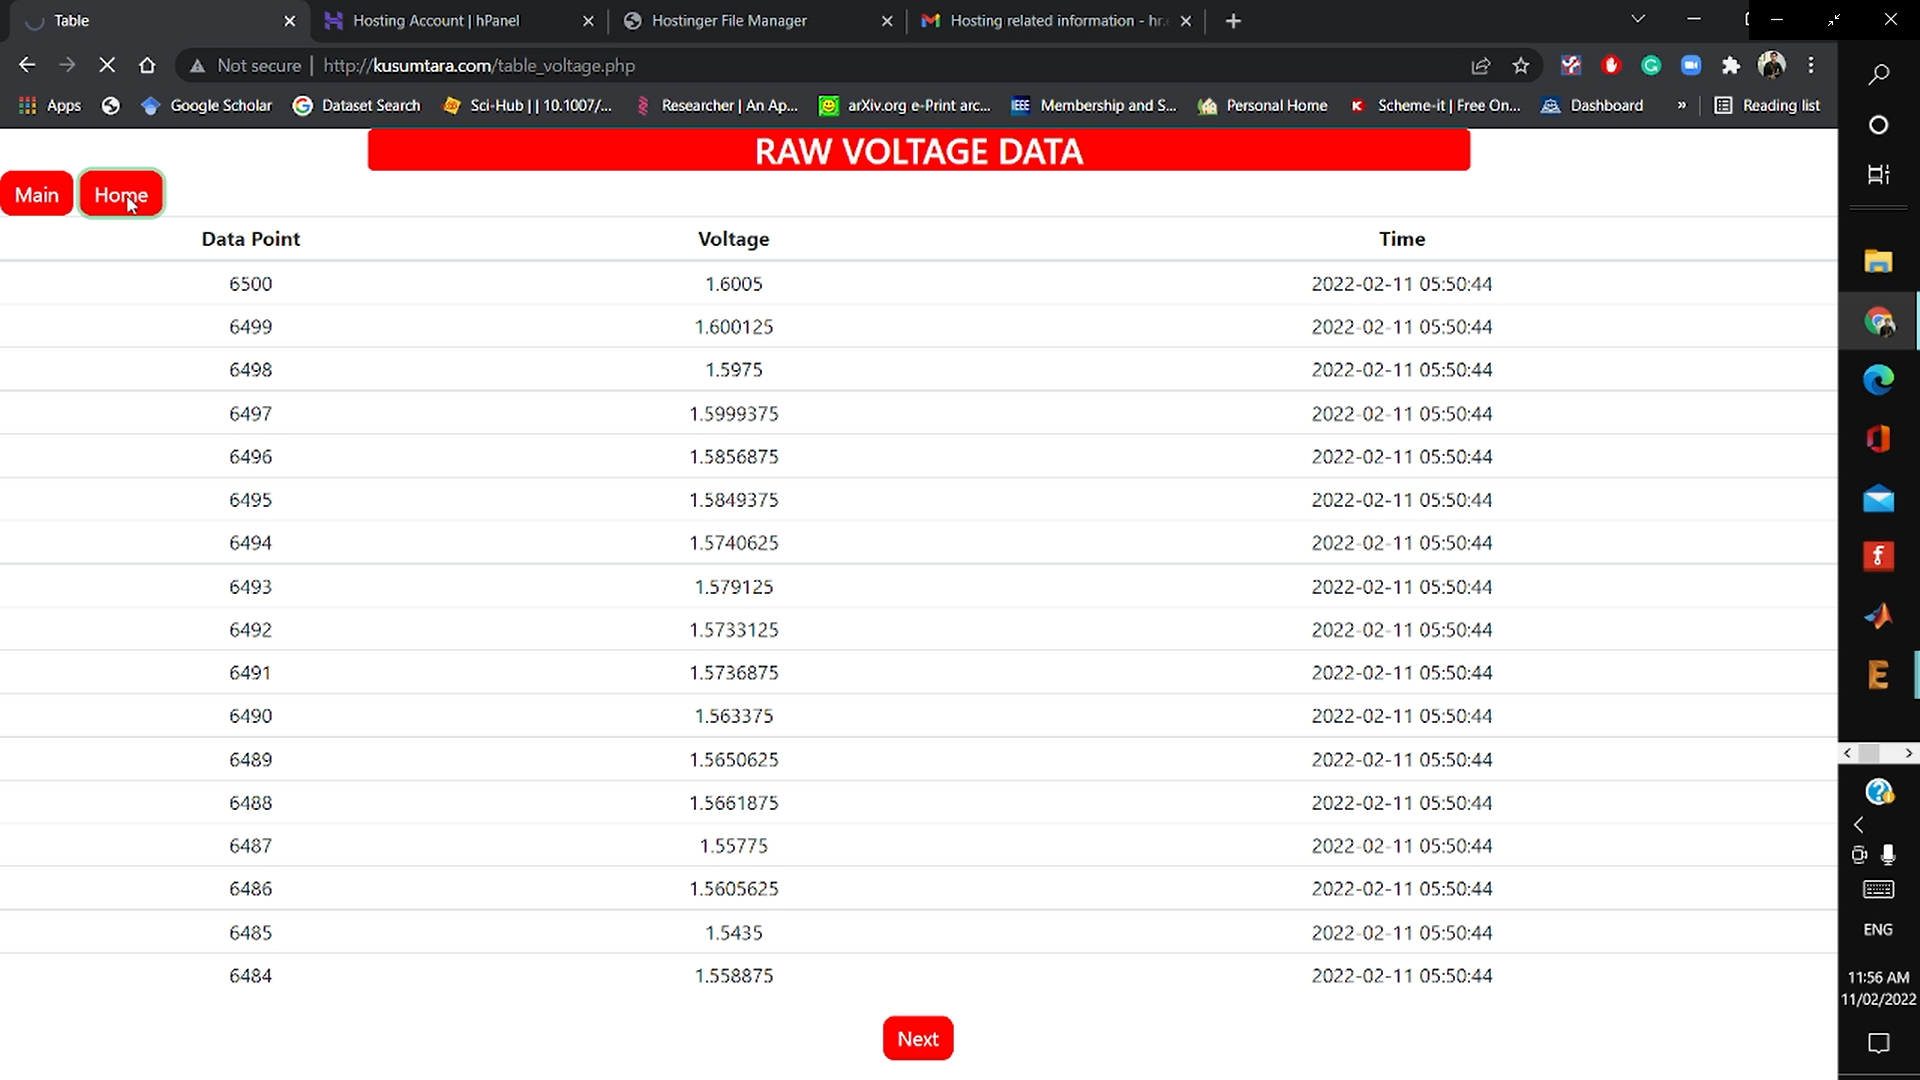 Table
Hosting Account | hPanel
Hostinger File Manager
Hosting related information - hr.
Not secure | http://kusumtara.com/table_voltage.php
Apps
Google Scholar
Dataset Search
Sci-Hub | | 10.1007/...
Researcher | An Ap...
arXiv.org e-Print arc...
IEEE
Membership and S...
Personal Home
K
Scheme-it | Free On...
Dashboard
»
Reading list
RAW VOLTAGE DATA
Main Home
Data Point Voltage Time
6500 1.6005 2022-02-11 05:50:44
6499 1.600125 2022-02-11 05:50:44
6498 1.5975 2022-02-11 05:50:44
6497 1.5999375 2022-02-11 05:50:44
6496 1.5856875 2022-02-11 05:50:44
6495 1.5849375 2022-02-11 05:50:44
6494 1.5740625 2022-02-11 05:50:44
6493 1.579125 2022-02-11 05:50:44
6492 1.5733125 2022-02-11 05:50:44
6491 1.5736875 2022-02-11 05:50:44
6490 1.563375 2022-02-11 05:50:44
6489 1.5650625 2022-02-11 05:50:44
6488 1.5661875 2022-02-11 05:50:44
6487 1.55775 2022-02-11 05:50:44
6486 1.5605625 2022-02-11 05:50:44
6485 1.5435 2022-02-11 05:50:44
6484 1.558875 2022-02-11 05:50:44
Next
ENG
11:56 AM
11/02/2022